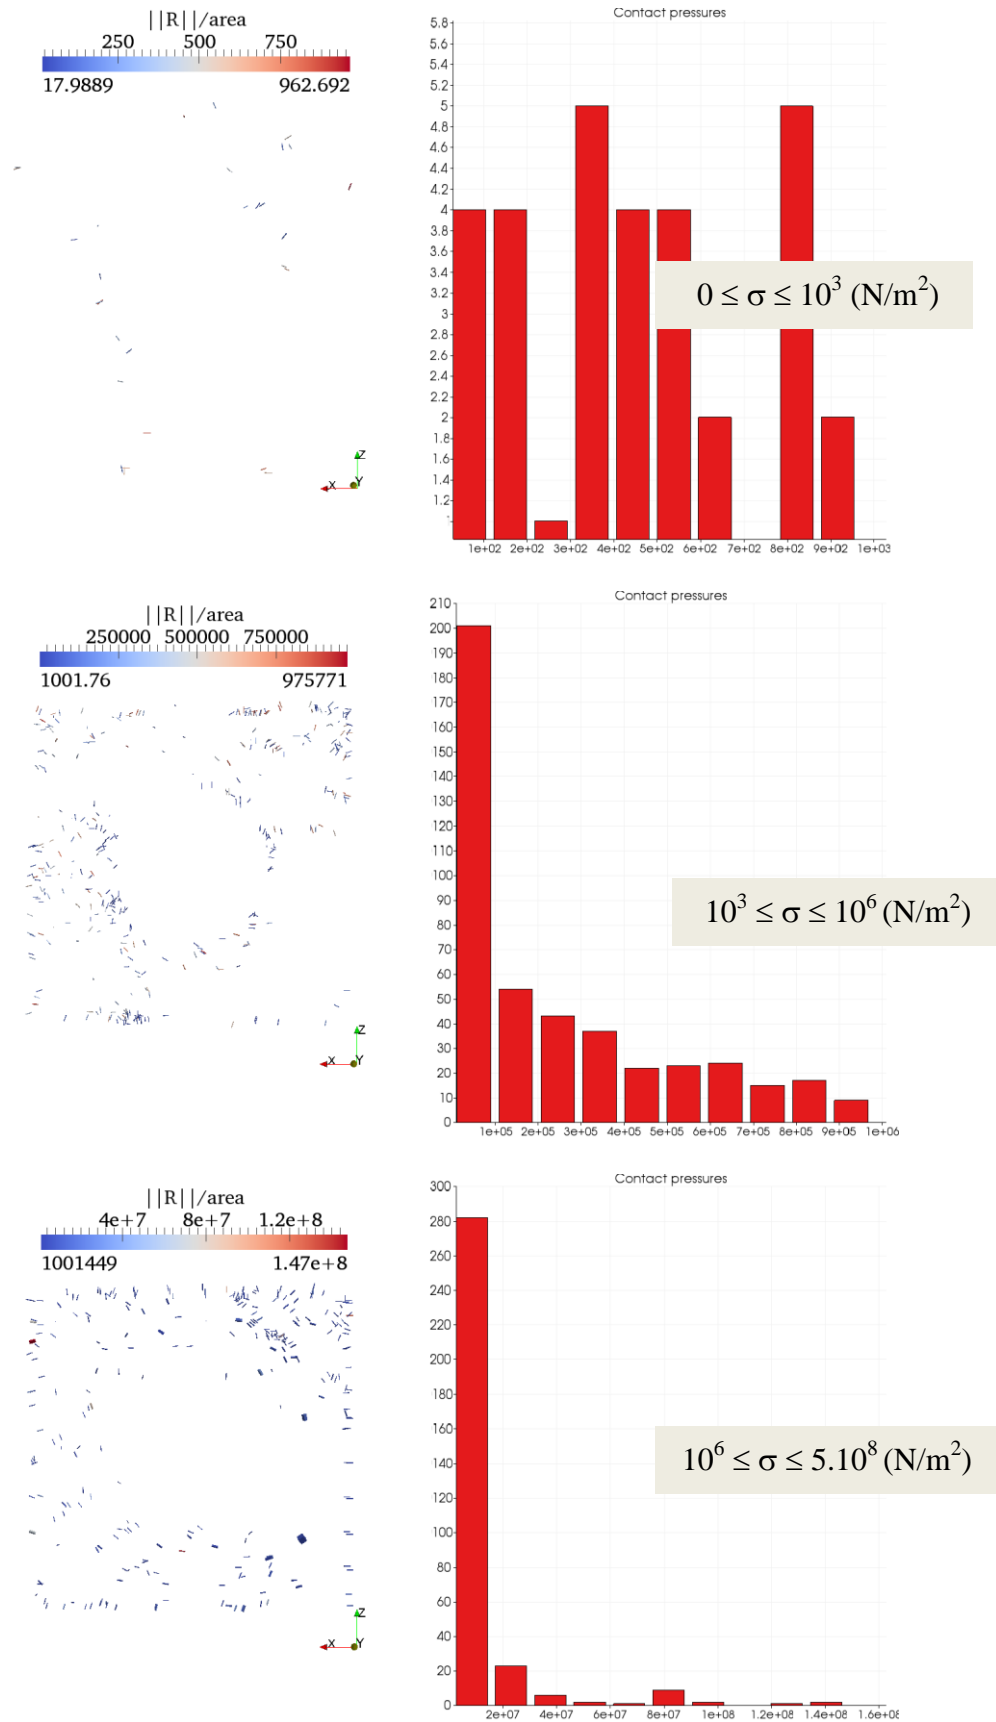 ||R||/area
250 500 750
17.9889 962.692
Z
X Y
Contact pressures
5.8
5.6
5.4
5.2
5
4.8
4.6
4.4
4.2
4
3.8
3.6
3.4
3.2
3
2.8
2.6
2.4
2.2
2
1.8
1.6
1.4
1.2
1e+02 2e+02 3e+02 4e+02 5e+02 6e+02 7e+02 8e+02 9e+02 1e+03
0 ≤ σ ≤ 10³ (N/m²)
||R||/area
250000 500000 750000
1001.76 975771
Z
X Y
Contact pressures
210
200
190
180
170
160
150
140
130
120
110
100
90
80
70
60
50
40
30
20
10
0
1e+05 2e+05 3e+05 4e+05 5e+05 6e+05 7e+05 8e+05 9e+05 1e+06
10³ ≤ σ ≤ 10⁶ (N/m²)
||R||/area
4e+7 8e+7 1.2e+8
1001449 1.47e+8
Z
X Y
Contact pressures
300
280
260
240
220
200
180
160
140
120
100
80
60
40
20
0
2e+07 4e+07 6e+07 8e+07 1e+08 1.2e+08 1.4e+08 1.6e+08
10⁶ ≤ σ ≤ 5.10⁸ (N/m²)